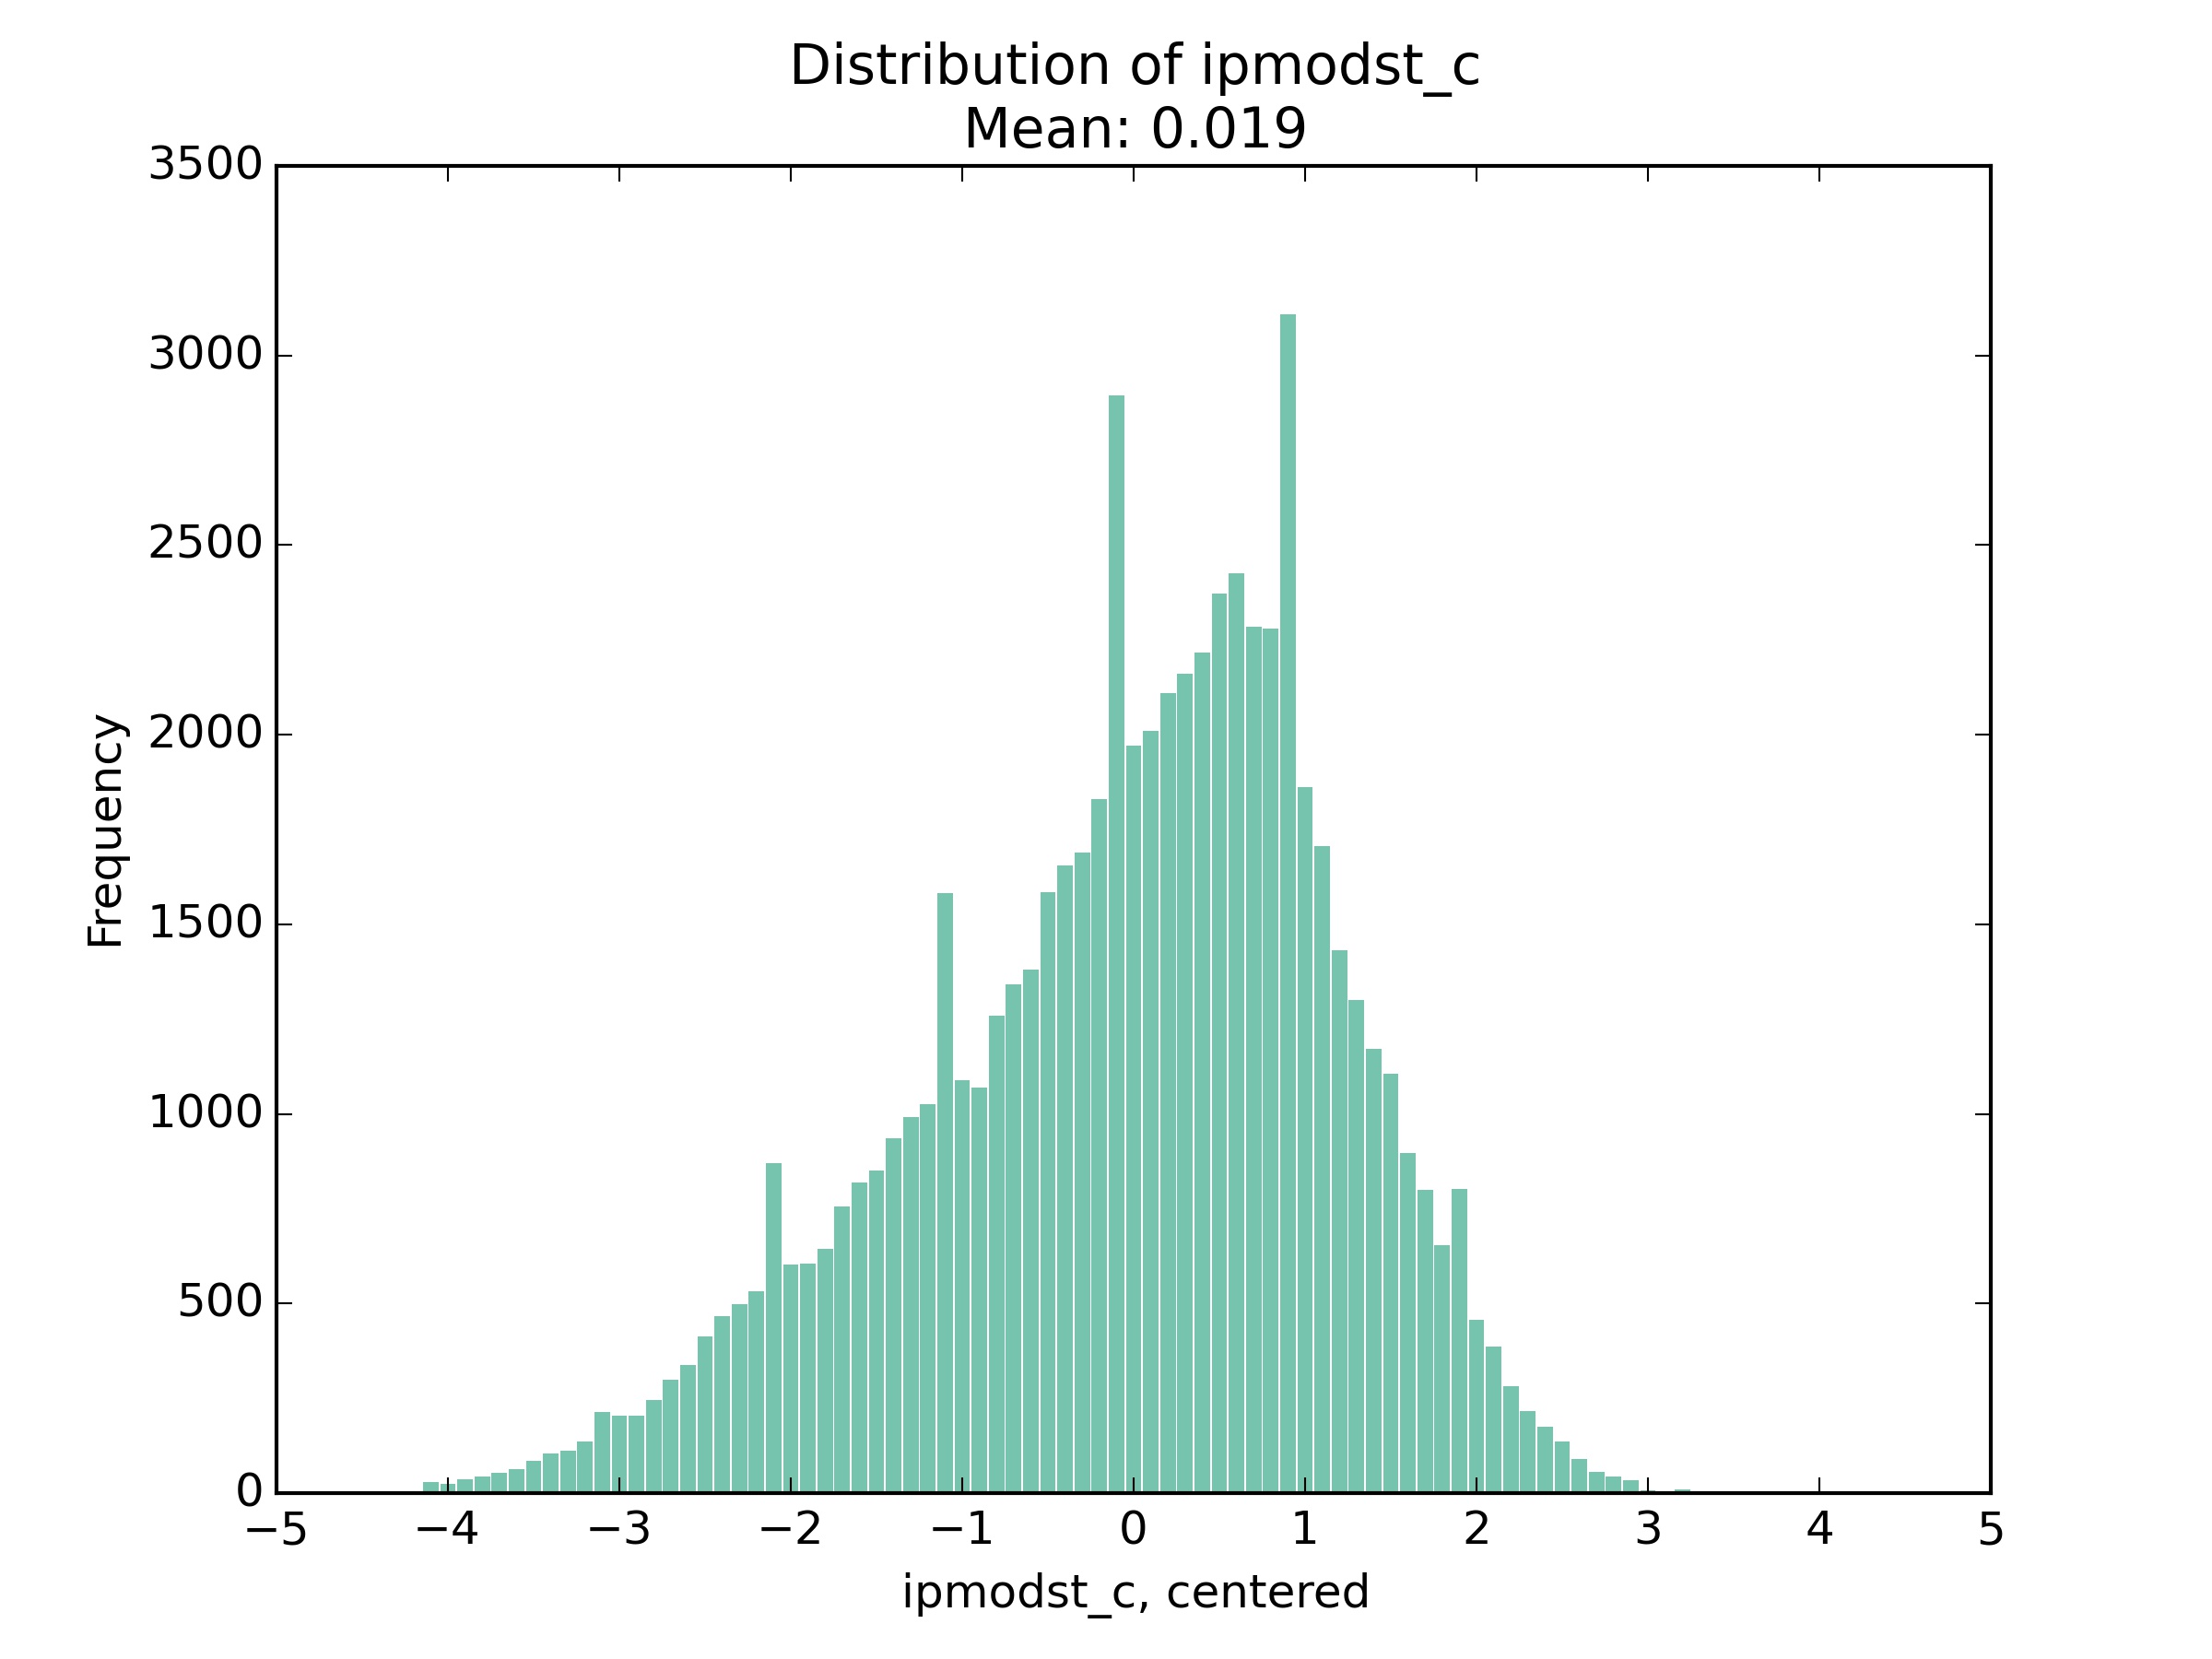 Distribution of ipmodst_c
Mean: 0.019
3500
3000
2500
2000
1500
1000
500
0
Frequency
−5 −4 −3 −2 −1 0 1 2 3 4 5
ipmodst_c, centered